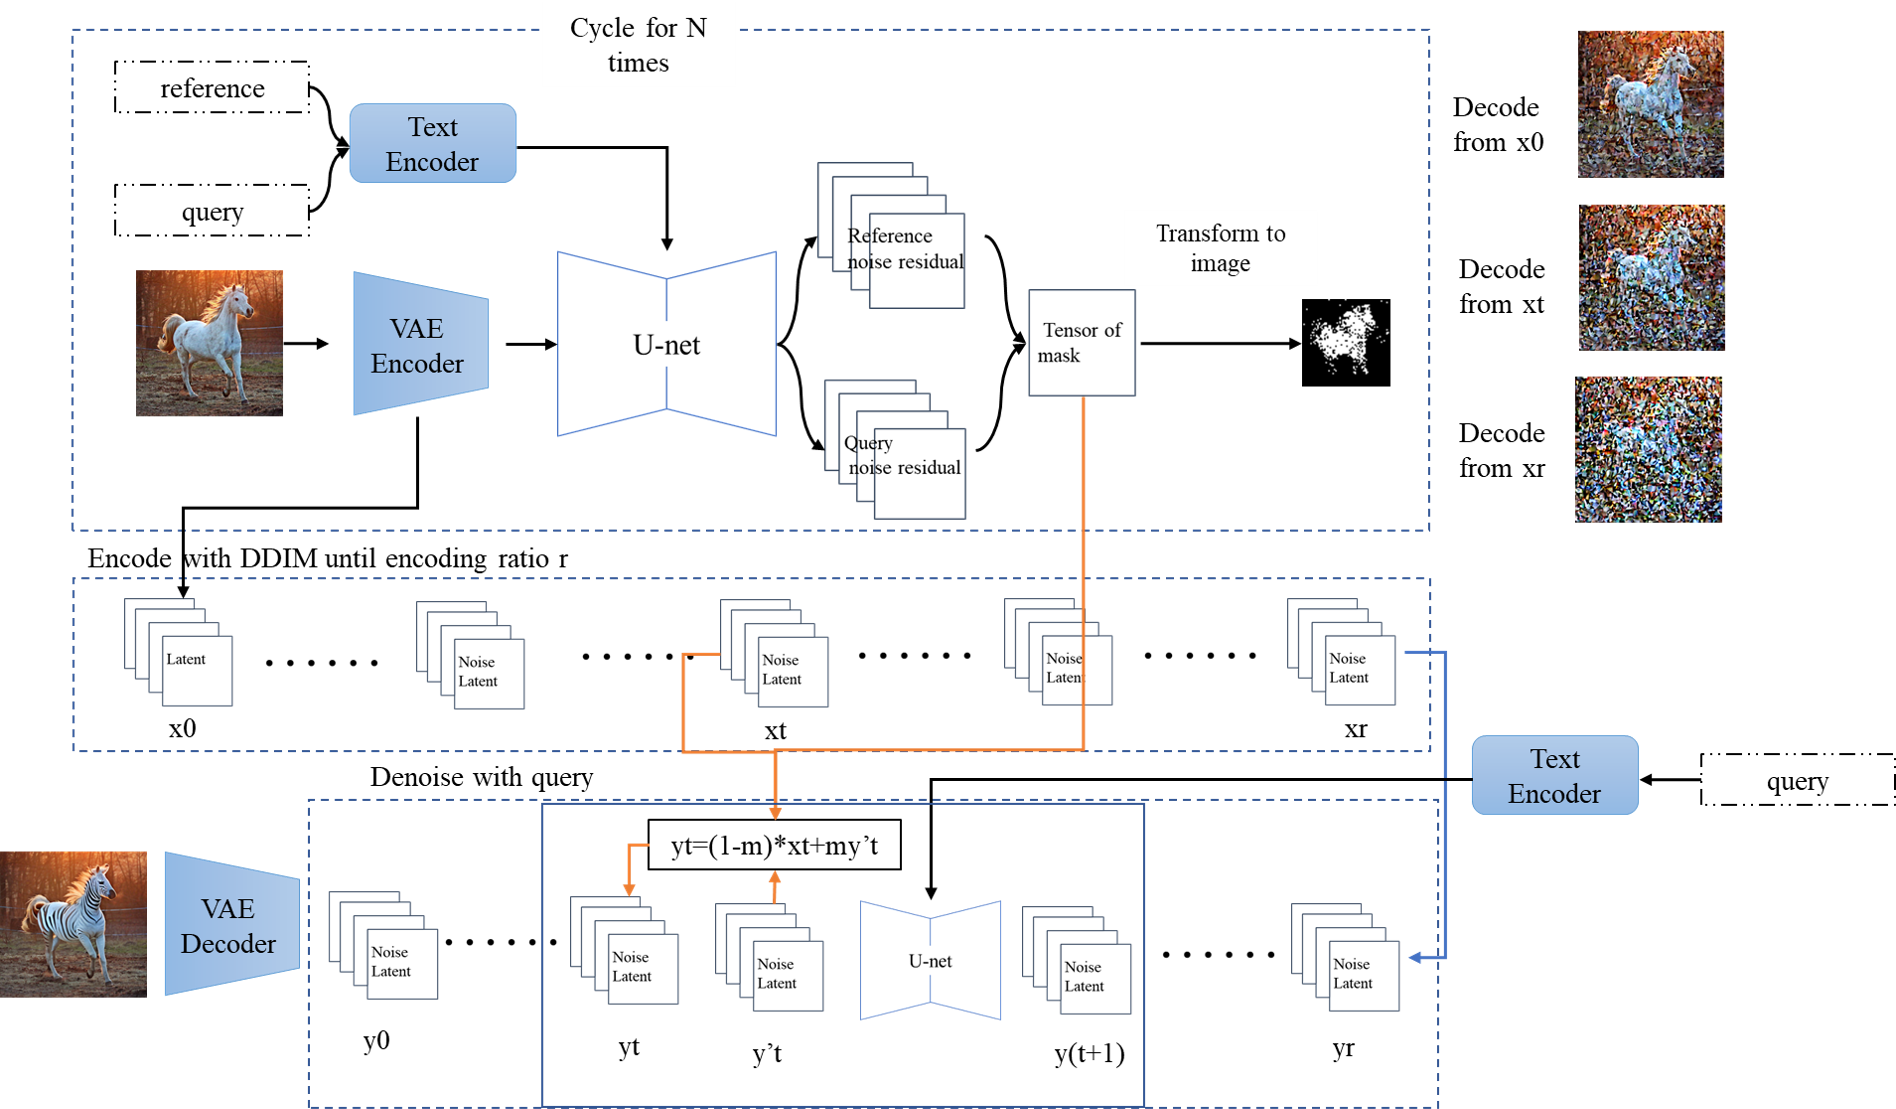 Cycle for N
times
reference
query
Text
Encoder
VAE
Encoder
U-net
Reference
noise residual
Query
noise residual
Tensor of
mask
Transform to
image
Decode
from x0
Decode
from xt
Decode
from xr
Encode with DDIM until encoding ratio r
Latent
Noise
Latent
Noise
Latent
Noise
Latent
Noise
Latent
x0
xt
xr
Denoise with query
Text
Encoder
query
yt=(1-m)*xt+my’t
VAE
Decoder
Noise
Latent
Noise
Latent
Noise
Latent
U-net
Noise
Latent
Noise
Latent
y0
yt
y’t
y(t+1)
yr